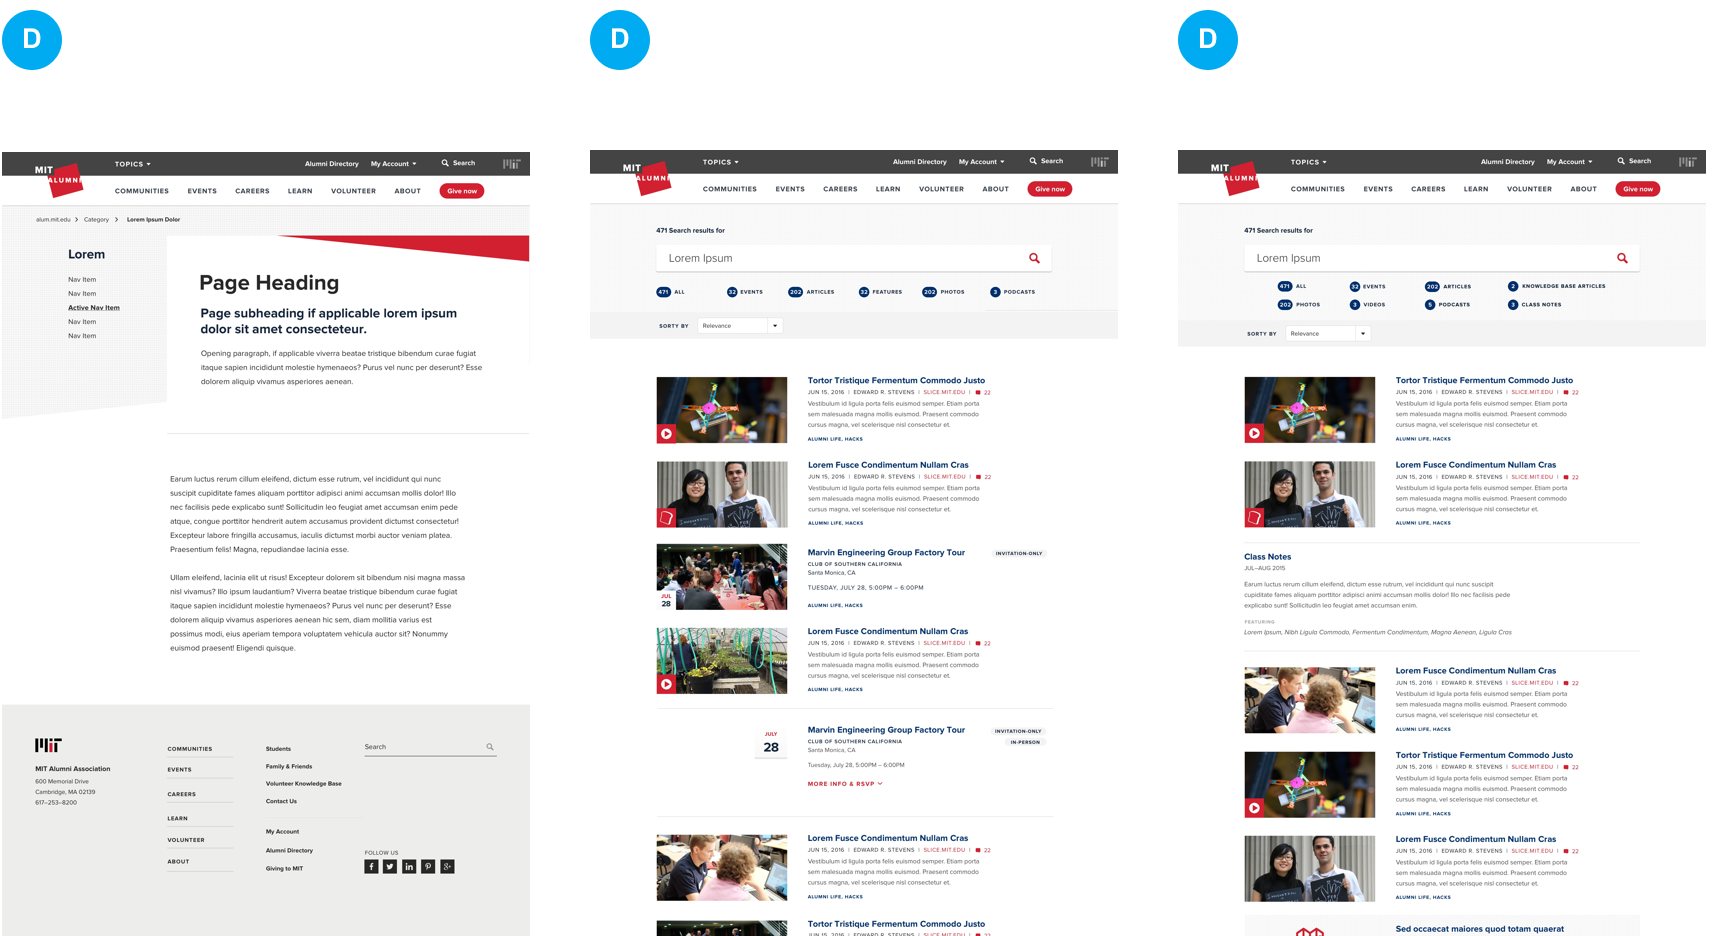 D
MIT
ALUMNI
TOPICS
Alumni Directory
My Account
Search
COMMUNITIES
EVENTS
CAREERS
LEARN
VOLUNTEER
ABOUT
Give now
alum.mit.edu > Category > Lorem Ipsum Dolor
Lorem
Nav Item
Nav Item
Active Nav Item
Nav Item
Nav Item
Page Heading
Page subheading if applicable lorem ipsum
dolor sit amet consecteteur.
Opening paragraph, if applicable viverra beatae tristique bibendum curae fugiat
itaque sapien incididunt molestie hymenaeos? Purus vel nunc per deserunt? Esse
dolorem aliquip vivamus asperiores aenean.
Earum luctus rerum cillum eleifend, dictum esse rutrum, vel incididunt qui nunc
suscipit cupiditate fames aliquam porttitor adipisci animi accumsan mollis dolor! Illo
nec facilisis pede explicabo sunt! Sollicitudin leo feugiat amet accumsan enim pede
atque, congue porttitor hendrerit autem accusamus provident dictumst consectetur!
Excepteur labore fringilla accusamus, iaculis dictumst morbi auctor veniam platea.
Praesentium felis! Magna, repudiandae lacinia esse.
Ullam eleifend, lacinia elit ut risus! Excepteur dolorem sit bibendum nisi magna massa
nisl vivamus? Illo ipsum laudantium? Viverra beatae tristique bibendum curae fugiat
itaque sapien incididunt molestie hymenaeos? Purus vel nunc per deserunt? Esse
dolorem aliquip vivamus asperiores aenean hic sem, diam mollitia varius est
possimus modi, eius aperiam tempora voluptatem vehicula auctor sit? Nonummy
euismod praesent! Eligendi quisque.
MIT Alumni Association
600 Memorial Drive
Cambridge, MA 02139
617–253–8200
COMMUNITIES
EVENTS
CAREERS
LEARN
VOLUNTEER
ABOUT
Students
Family & Friends
Volunteer Knowledge Base
Contact Us
My Account
Alumni Directory
Giving to MIT
Search
FOLLOW US
D
MIT
ALUMNI
TOPICS
Alumni Directory
My Account
Search
COMMUNITIES
EVENTS
CAREERS
LEARN
VOLUNTEER
ABOUT
Give now
471 Search results for
Lorem Ipsum
471 ALL
32 EVENTS
202 ARTICLES
32 FEATURES
202 PHOTOS
3 PODCASTS
SORTY BY
Relevance
Tortor Tristique Fermentum Commodo Justo
JUN 15, 2016 | EDWARD R. STEVENS | SLICE.MIT.EDU | 22
Vestibulum id ligula porta felis euismod semper. Etiam porta
sem malesuada magna mollis euismod. Praesent commodo
cursus magna, vel scelerisque nisl consectetur et.
ALUMNI LIFE, HACKS
Lorem Fusce Condimentum Nullam Cras
JUN 15, 2016 | EDWARD R. STEVENS | SLICE.MIT.EDU | 22
Vestibulum id ligula porta felis euismod semper. Etiam porta
sem malesuada magna mollis euismod. Praesent commodo
cursus magna, vel scelerisque nisl consectetur et.
ALUMNI LIFE, HACKS
JUL
28
Marvin Engineering Group Factory Tour
INVITATION-ONLY
CLUB OF SOUTHERN CALIFORNIA
Santa Monica, CA
TUESDAY, JULY 28, 5:00PM – 6:00PM
ALUMNI LIFE, HACKS
Lorem Fusce Condimentum Nullam Cras
JUN 15, 2016 | EDWARD R. STEVENS | SLICE.MIT.EDU | 22
Vestibulum id ligula porta felis euismod semper. Etiam porta
sem malesuada magna mollis euismod. Praesent commodo
cursus magna, vel scelerisque nisl consectetur et.
ALUMNI LIFE, HACKS
JULY
28
Marvin Engineering Group Factory Tour
INVITATION-ONLY
CLUB OF SOUTHERN CALIFORNIA
IN-PERSON
Santa Monica, CA
Tuesday, July 28, 5:00PM – 6:00PM
MORE INFO & RSVP
Lorem Fusce Condimentum Nullam Cras
JUN 15, 2016 | EDWARD R. STEVENS | SLICE.MIT.EDU | 22
Vestibulum id ligula porta felis euismod semper. Etiam porta
sem malesuada magna mollis euismod. Praesent commodo
cursus magna, vel scelerisque nisl consectetur et.
ALUMNI LIFE, HACKS
Tortor Tristique Fermentum Commodo Justo
JUN 15, 2016 | EDWARD R. STEVENS | SLICE.MIT.EDU | 22
D
MIT
ALUMNI
TOPICS
Alumni Directory
My Account
Search
COMMUNITIES
EVENTS
CAREERS
LEARN
VOLUNTEER
ABOUT
Give now
471 Search results for
Lorem Ipsum
471 ALL
32 EVENTS
202 ARTICLES
2 KNOWLEDGE BASE ARTICLES
202 PHOTOS
3 VIDEOS
5 PODCASTS
3 CLASS NOTES
SORTY BY
Relevance
Tortor Tristique Fermentum Commodo Justo
JUN 15, 2016 | EDWARD R. STEVENS | SLICE.MIT.EDU | 22
Vestibulum id ligula porta felis euismod semper. Etiam porta
sem malesuada magna mollis euismod. Praesent commodo
cursus magna, vel scelerisque nisl consectetur et.
ALUMNI LIFE, HACKS
Lorem Fusce Condimentum Nullam Cras
JUN 15, 2016 | EDWARD R. STEVENS | SLICE.MIT.EDU | 22
Vestibulum id ligula porta felis euismod semper. Etiam porta
sem malesuada magna mollis euismod. Praesent commodo
cursus magna, vel scelerisque nisl consectetur et.
ALUMNI LIFE, HACKS
Class Notes
JUL–AUG 2015
Earum luctus rerum cillum eleifend, dictum esse rutrum, vel incididunt qui nunc suscipit
cupiditate fames aliquam porttitor adipisci animi accumsan mollis dolor! Illo nec facilisis pede
explicabo sunt! Sollicitudin leo feugiat amet accumsan enim.
FEATURING
Lorem Ipsum, Nibh Ligula Commodo, Fermentum Condimentum, Magna Aenean, Ligula Cras
Lorem Fusce Condimentum Nullam Cras
JUN 15, 2016 | EDWARD R. STEVENS | SLICE.MIT.EDU | 22
Vestibulum id ligula porta felis euismod semper. Etiam porta
sem malesuada magna mollis euismod. Praesent commodo
cursus magna, vel scelerisque nisl consectetur et.
ALUMNI LIFE, HACKS
Tortor Tristique Fermentum Commodo Justo
JUN 15, 2016 | EDWARD R. STEVENS | SLICE.MIT.EDU | 22
Vestibulum id ligula porta felis euismod semper. Etiam porta
sem malesuada magna mollis euismod. Praesent commodo
cursus magna, vel scelerisque nisl consectetur et.
ALUMNI LIFE, HACKS
Lorem Fusce Condimentum Nullam Cras
JUN 15, 2016 | EDWARD R. STEVENS | SLICE.MIT.EDU | 22
Vestibulum id ligula porta felis euismod semper. Etiam porta
sem malesuada magna mollis euismod. Praesent commodo
cursus magna, vel scelerisque nisl consectetur et.
ALUMNI LIFE, HACKS
Sed occaecat maiores quod totam quaerat